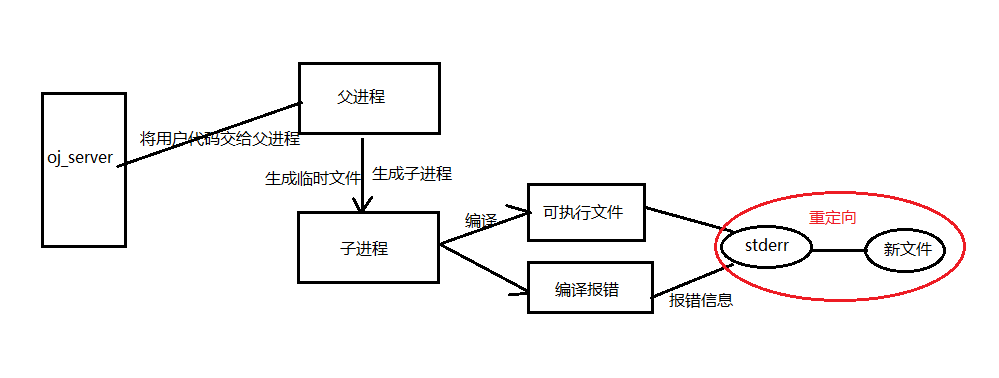 父进程
oj_server
将用户代码交给父进程
生成临时文件
生成子进程
子进程
编译
可执行文件
编译报错
报错信息
重定向
stderr
新文件